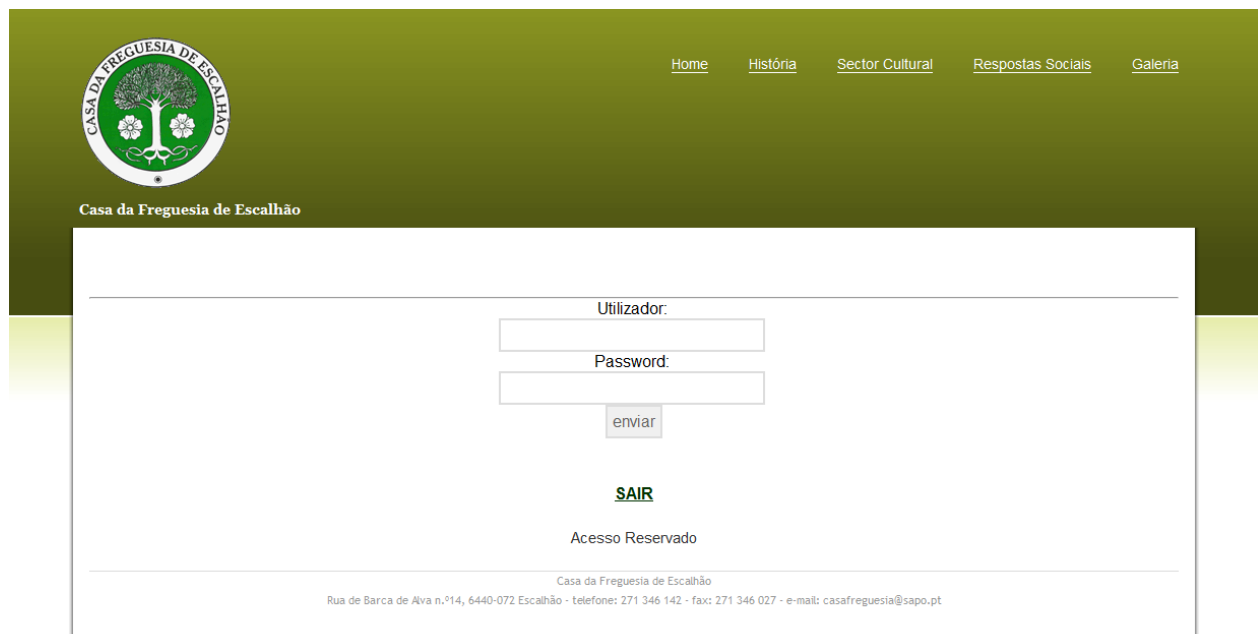 CASA DA FREGUESIA DE ESCALHÃO
Home História Sector Cultural Respostas Sociais Galeria
Casa da Freguesia de Escalhão
Utilizador:
Password:
enviar
SAIR
Acesso Reservado
Casa da Freguesia de Escalhão
Rua de Barca de Alva n.º14, 6440-072 Escalhão - telefone: 271 346 142 - fax: 271 346 027 - e-mail: casafreguesia@sapo.pt